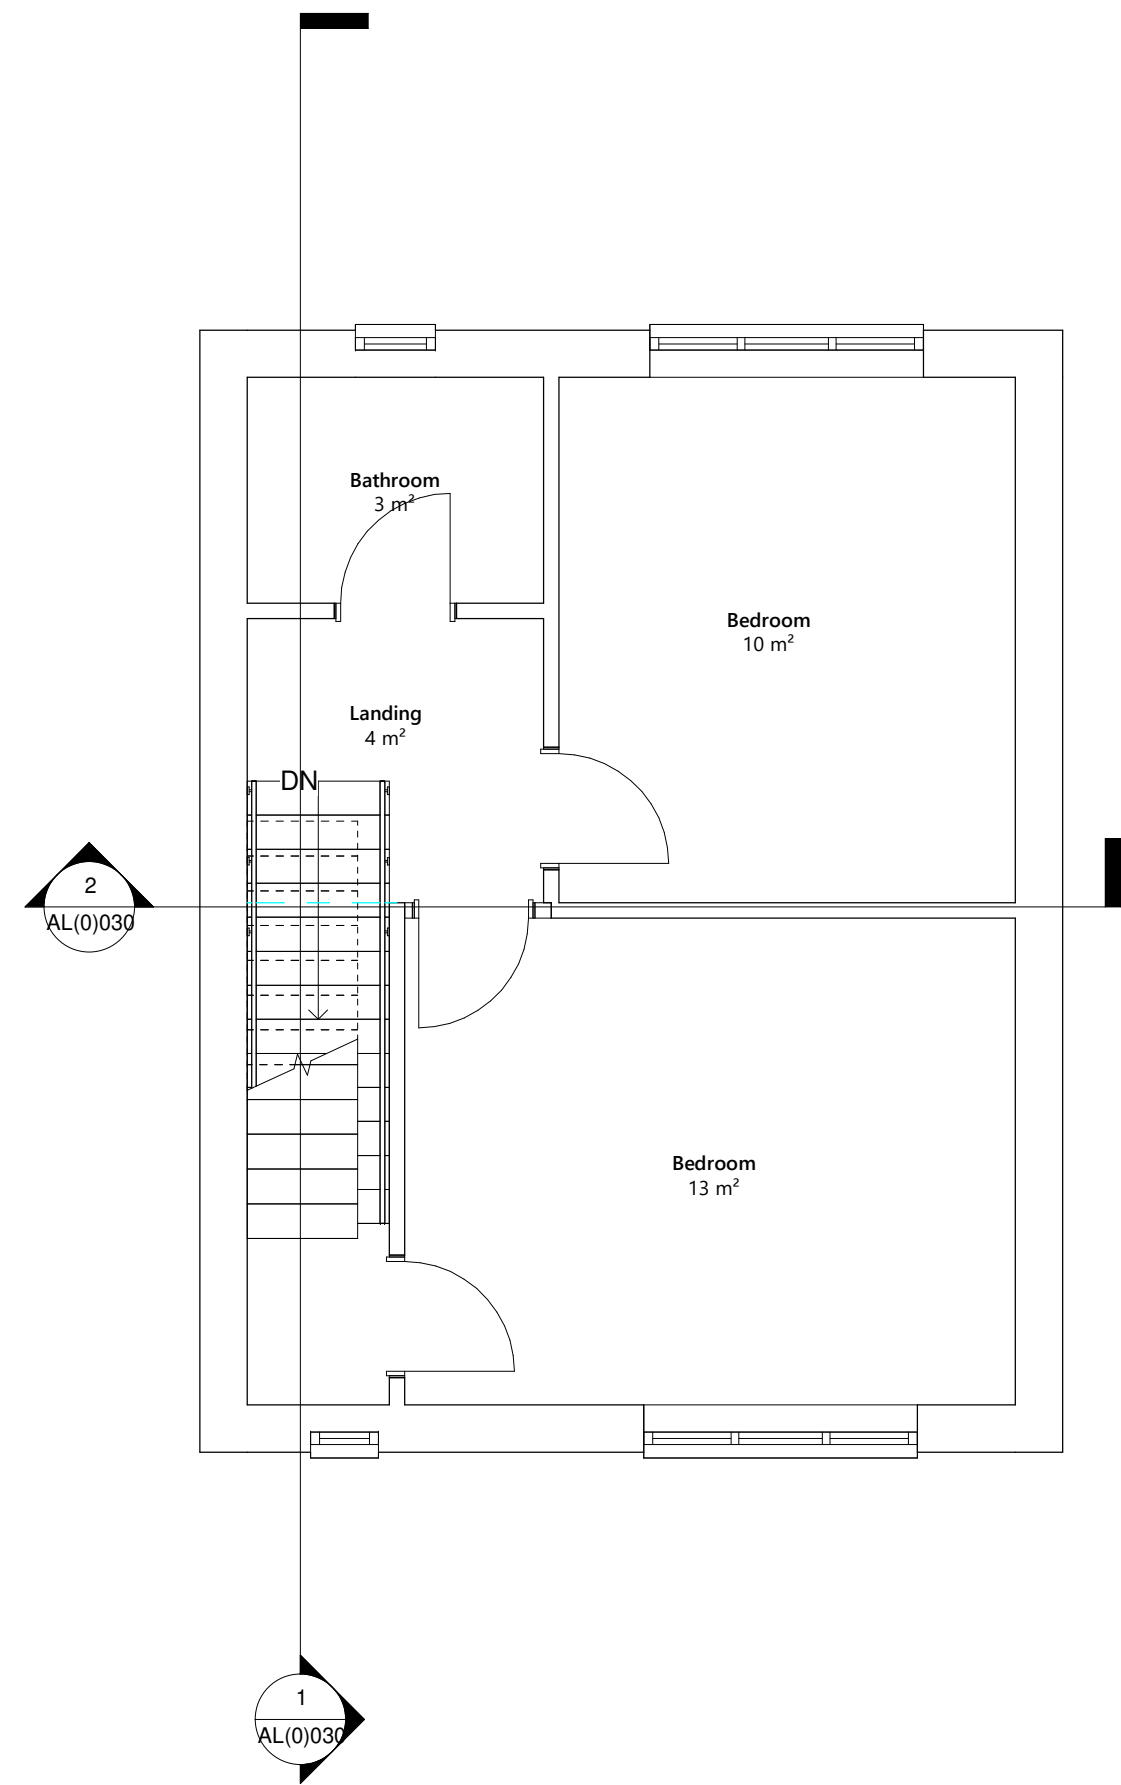 Bathroom
3 m²
Bedroom
10 m²
Landing
4 m²
DN
2
AL(0)030
Bedroom
13 m²
1
AL(0)030